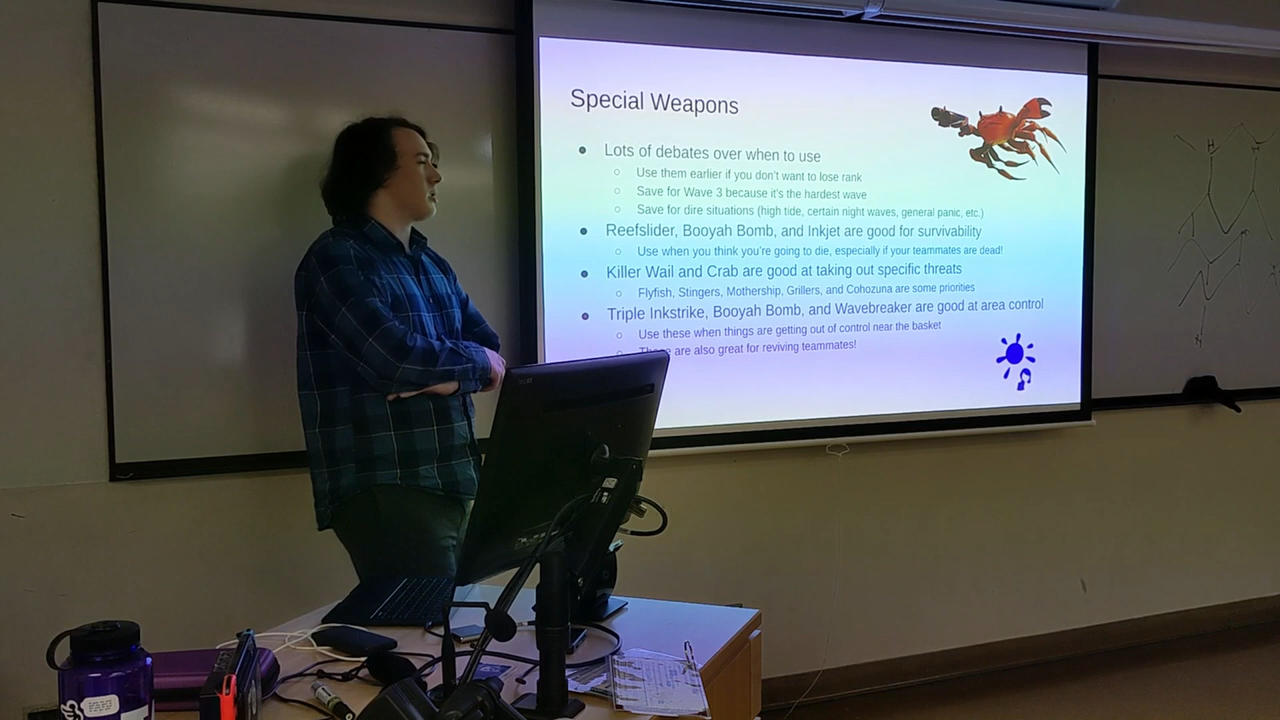 Special Weapons
● Lots of debates over when to use
○ Use them earlier if you don't want to lose rank
○ Save for Wave 3 because it's the hardest wave
○ Save for dire situations (high tide, certain night waves, general panic, etc.)
● Reefslider, Booyah Bomb, and Inkjet are good for survivability
○ Use when you think you're going to die, especially if your teammates are dead!
● Killer Wail and Crab are good at taking out specific threats
○ Flyfish, Stingers, Mothership, Grillers, and Cohozuna are some priorities
● Triple Inkstrike, Booyah Bomb, and Wavebreaker are good at area control
○ Use these when things are getting out of control near the basket
○ are also great for reviving teammates!
H
H
N